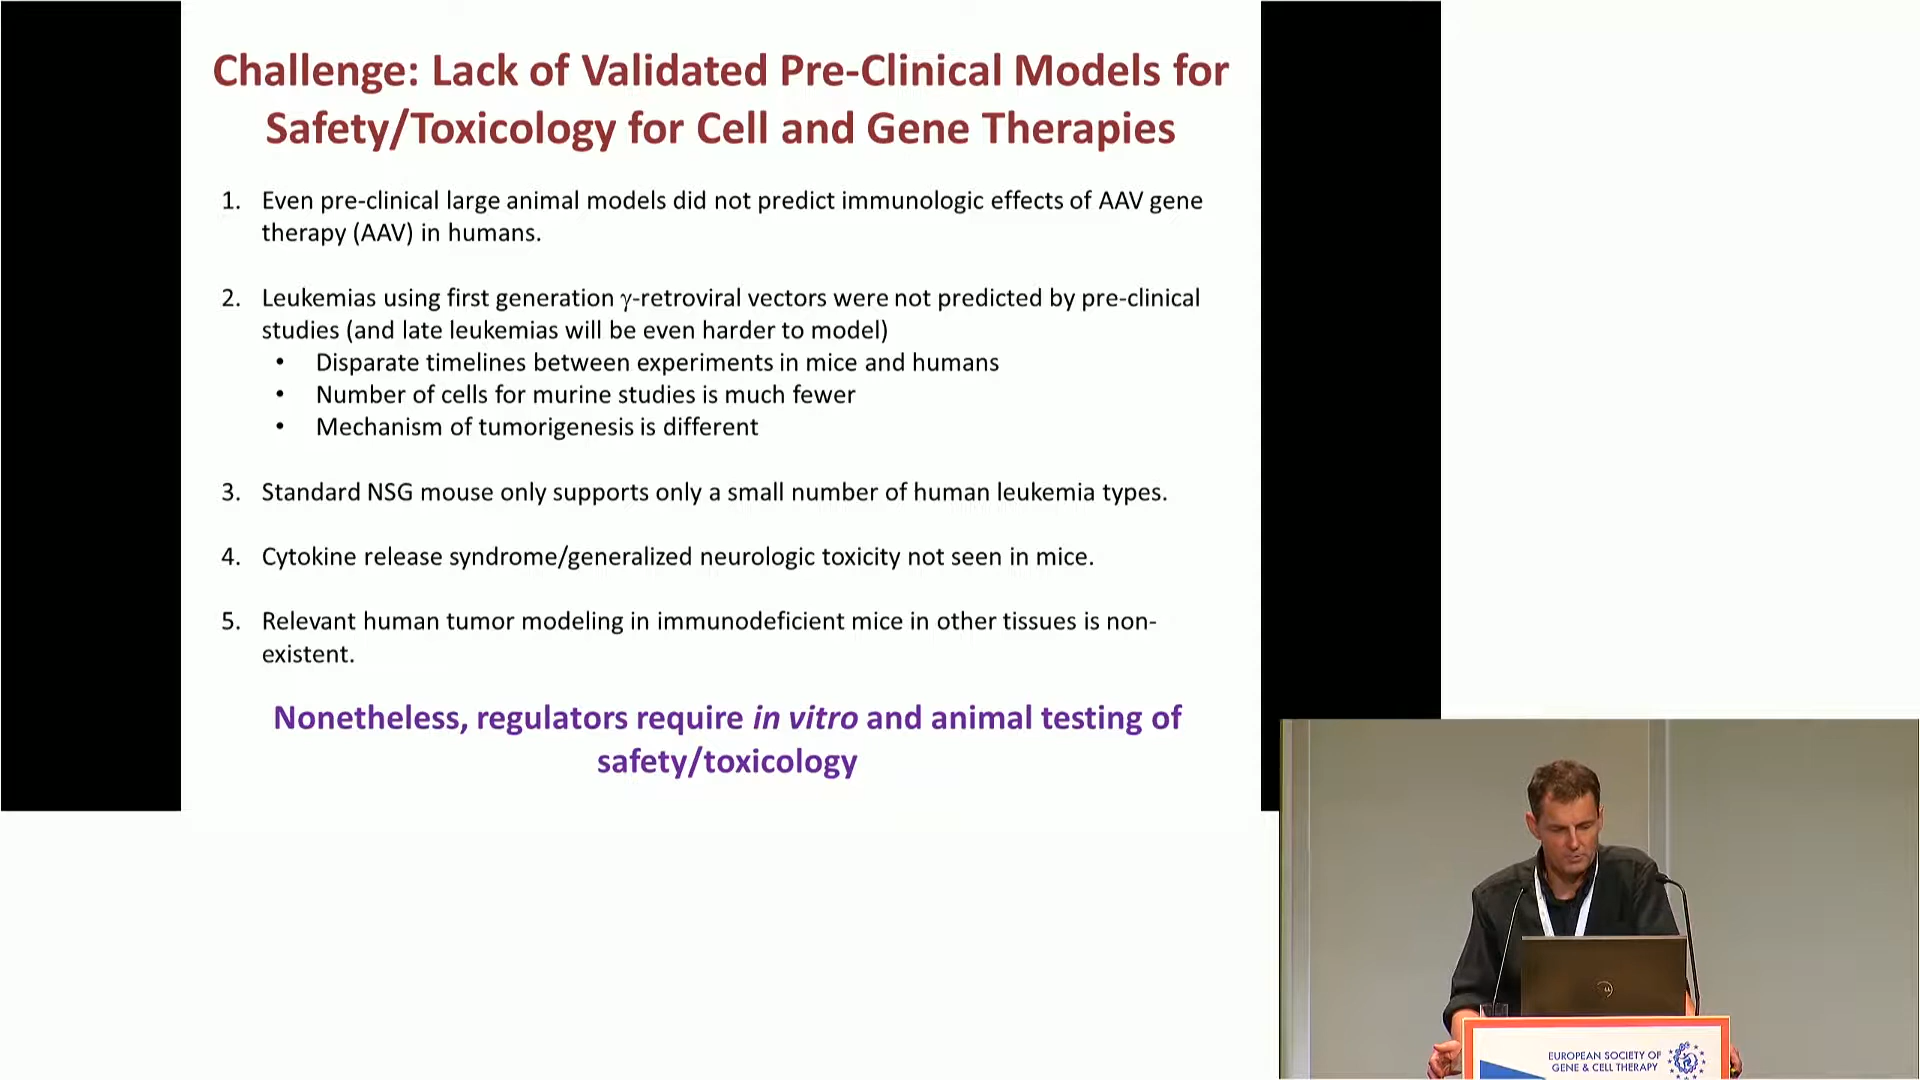 Challenge: Lack of Validated Pre-Clinical Models for
Safety/Toxicology for Cell and Gene Therapies
1. Even pre-clinical large animal models did not predict immunologic effects of AAV gene
therapy (AAV) in humans.
2. Leukemias using first generation γ-retroviral vectors were not predicted by pre-clinical
studies (and late leukemias will be even harder to model)
• Disparate timelines between experiments in mice and humans
• Number of cells for murine studies is much fewer
• Mechanism of tumorigenesis is different
3. Standard NSG mouse only supports only a small number of human leukemia types.
4. Cytokine release syndrome/generalized neurologic toxicity not seen in mice.
5. Relevant human tumor modeling in immunodeficient mice in other tissues is non-
existent.
Nonetheless, regulators require in vitro and animal testing of
safety/toxicology
EUROPEAN SOCIETY OF
GENE & CELL THERAPY